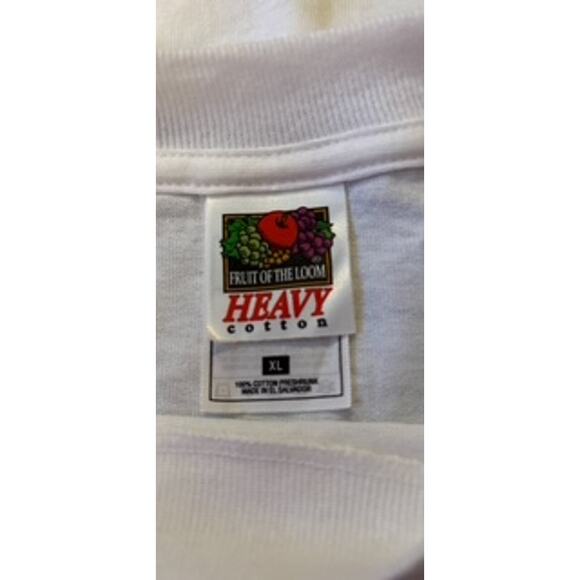 FRUIT OF THE LOOM
HEAVY
cotton
XL
100% COTTON PRESHRUNK
MADE IN EL SALVADOR